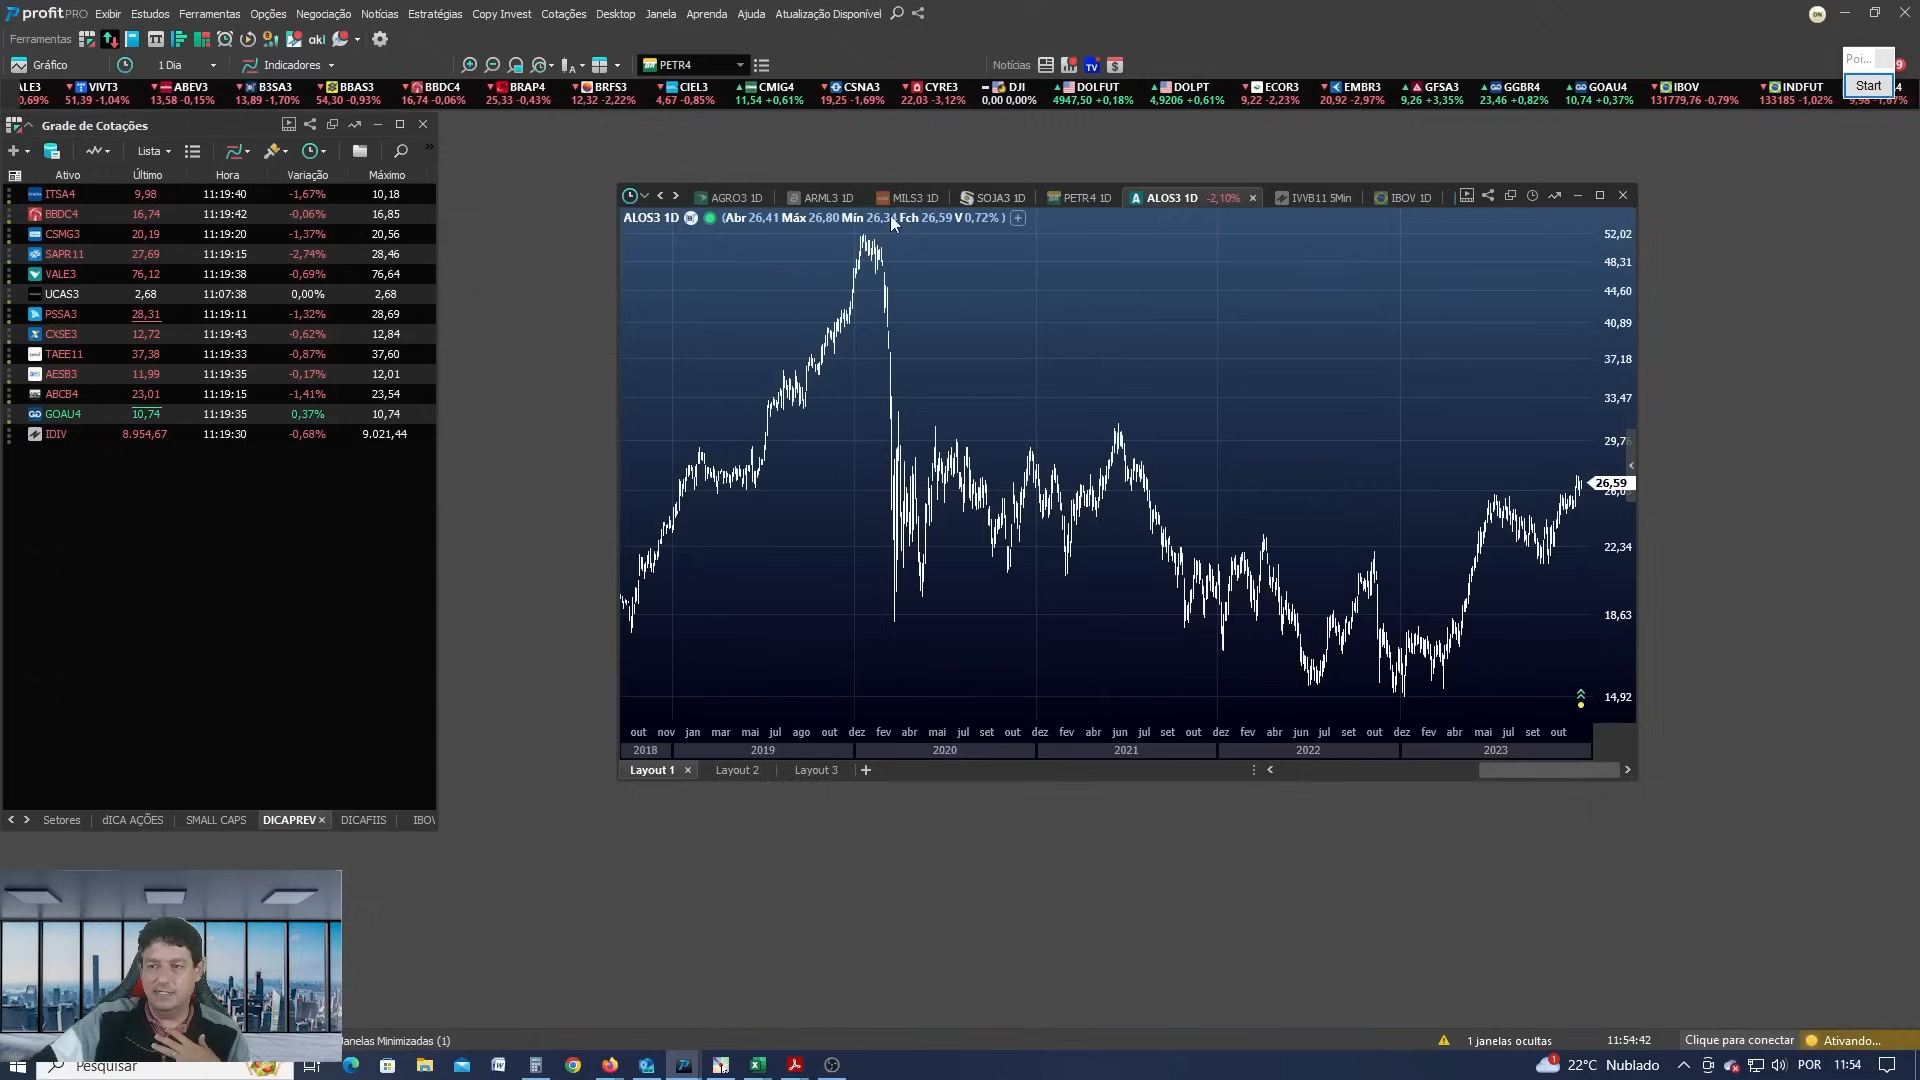 profitPRO Exibir Estudos Ferramentas Opções Negociação Notícias Estratégias Copy Invest Cotações Desktop Janela Aprenda Ajuda Atualização Disponível DN
Ferramentas akl
Gráfico 1 Dia Indicadores PETR4 Notícias TV
Poi...
Start
ALE3 VIVT3 ABEV3 B3SA3 BBAS3 BBDC4 BRAP4 BRFS3 CIEL3 CMIG4 CSNA3 CYRE3 DJI DOLFUT DOLPT ECOR3 EMBR3 GFSA3 GGBR4 GOAU4 IBOV INDFUT
0,69% 51,39 -1,04% 13,58 -0,15% 13,89 -1,70% 54,30 -0,93% 16,74 -0,06% 25,33 -0,43% 12,32 -2,22% 4,67 -0,85% 11,54 +0,61% 19,25 -1,69% 22,03 -3,12% 0,00 0,00% 4947,50 +0,18% 4,9206 +0,61% 9,22 -2,23% 20,92 -2,97% 9,26 +3,35% 23,46 +0,82% 10,74 +0,37% 131779,76 -0,79% 133185 -1,02% 9,98 -1,67%
Grade de Cotações
Lista
Ativo Último Hora Variação Máximo
ITSA4 9,98 11:19:40 -1,67% 10,18
BBDC4 16,74 11:19:42 -0,06% 16,85
CSMG3 20,19 11:19:20 -1,37% 20,56
SAPR11 27,69 11:19:15 -2,74% 28,46
VALE3 76,12 11:19:38 -0,69% 76,64
UCAS3 2,68 11:07:38 0,00% 2,68
PSSA3 28,31 11:19:11 -1,32% 28,69
CXSE3 12,72 11:19:43 -0,62% 12,84
TAEE11 37,38 11:19:33 -0,87% 37,60
AESB3 11,99 11:19:35 -0,17% 12,01
ABCB4 23,01 11:19:15 -1,41% 23,54
GOAU4 10,74 11:19:35 0,37% 10,74
IDIV 8.954,67 11:19:30 -0,68% 9.021,44
Setores dICA AÇÕES SMALL CAPS DICAPREV DICAFIIS IBOV
AGRO3 1D ARML3 1D MILS3 1D SOJA3 1D PETR4 1D ALOS3 1D -2,10% IVVB11 5Min IBOV 1D
ALOS3 1D (Abr 26,41 Máx 26,80 Mín 26,34 Fch 26,59 V 0,72% )
52,02
48,31
44,60
40,89
37,18
33,47
26,59
22,34
18,63
14,92
out nov jan mar mai jul ago out dez fev abr mai jul set out dez fev abr jun jul set out dez fev abr jun jul set out dez fev abr mai jul set out
2018 2019 2020 2021 2022 2023
Layout 1 Layout 2 Layout 3
Janelas Minimizadas (1) 1 janelas ocultas 11:54:42 Clique para conectar Ativando...
Pesquisar 22°C Nublado POR 11:54